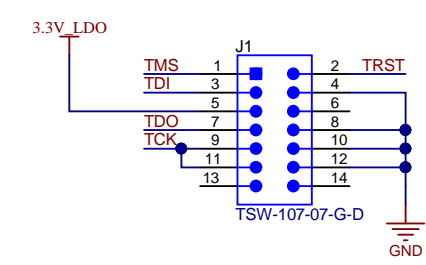 3.3V_LDO
J1
TMS 1 2 TRST
TDI 3 4
5 6
TDO 7 8
TCK 9 10
11 12
13 14
TSW-107-07-G-D
GND